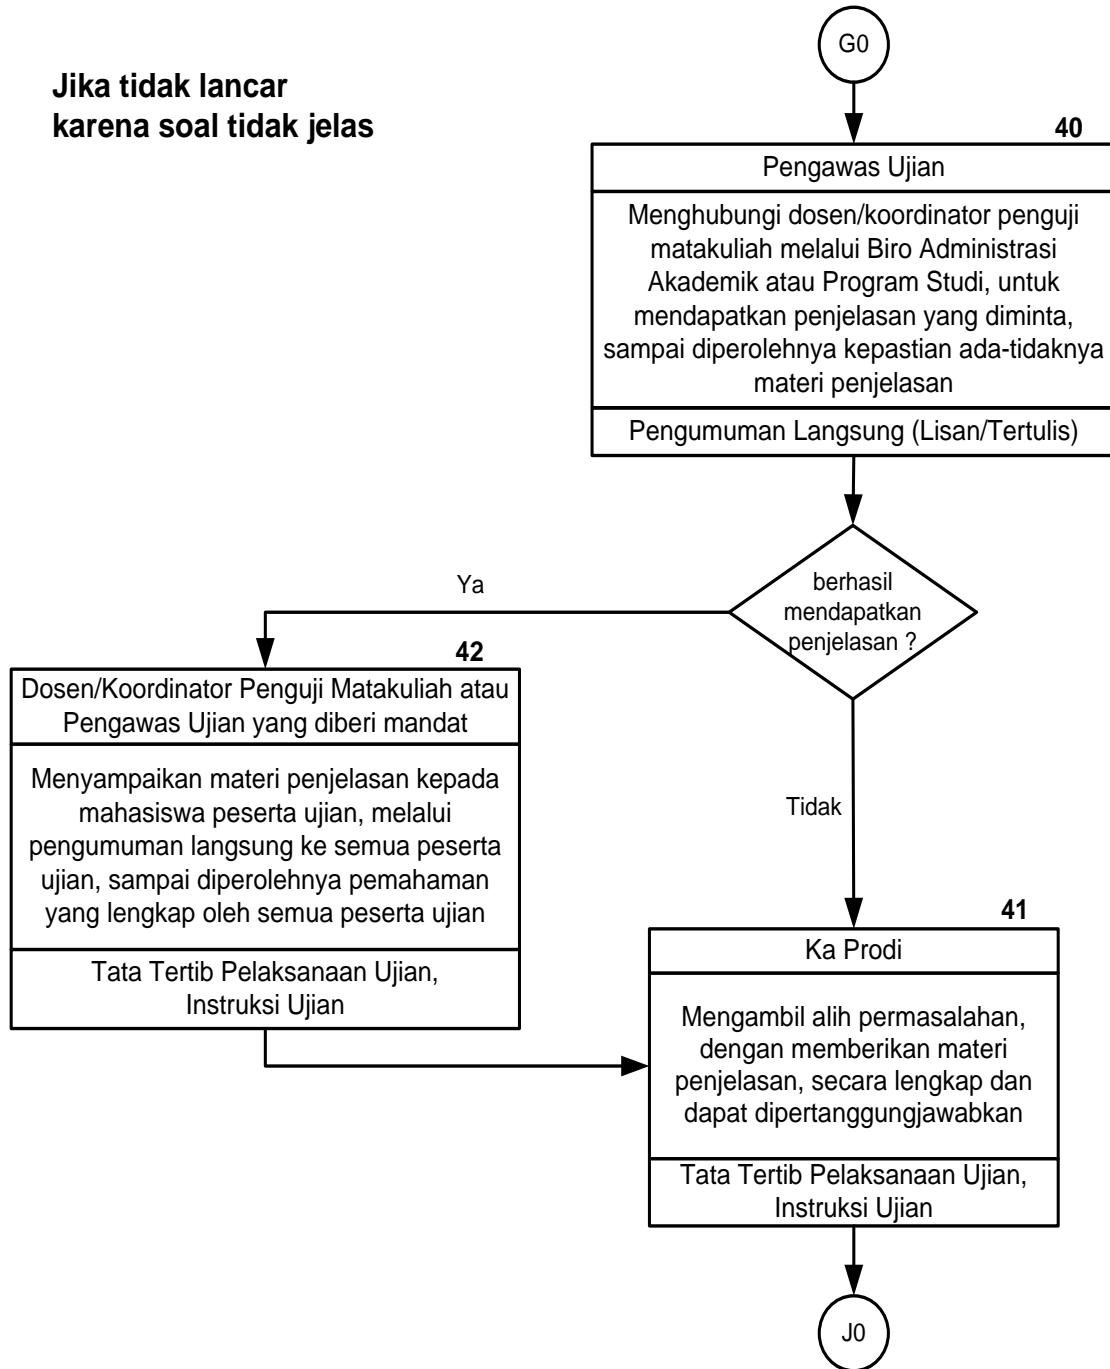 G0
Jika tidak lancar
karena soal tidak jelas
40
Pengawas Ujian
Menghubungi dosen/koordinator penguji
matakuliah melalui Biro Administrasi
Akademik atau Program Studi, untuk
mendapatkan penjelasan yang diminta,
sampai diperolehnya kepastian ada-tidaknya
materi penjelasan
Pengumuman Langsung (Lisan/Tertulis)
berhasil
mendapatkan
penjelasan ?
Ya
42
Dosen/Koordinator Penguji Matakuliah atau
Pengawas Ujian yang diberi mandat
Menyampaikan materi penjelasan kepada
mahasiswa peserta ujian, melalui
pengumuman langsung ke semua peserta
ujian, sampai diperolehnya pemahaman
yang lengkap oleh semua peserta ujian
Tata Tertib Pelaksanaan Ujian,
Instruksi Ujian
Tidak
41
Ka Prodi
Mengambil alih permasalahan,
dengan memberikan materi
penjelasan, secara lengkap dan
dapat dipertanggungjawabkan
Tata Tertib Pelaksanaan Ujian,
Instruksi Ujian
J0